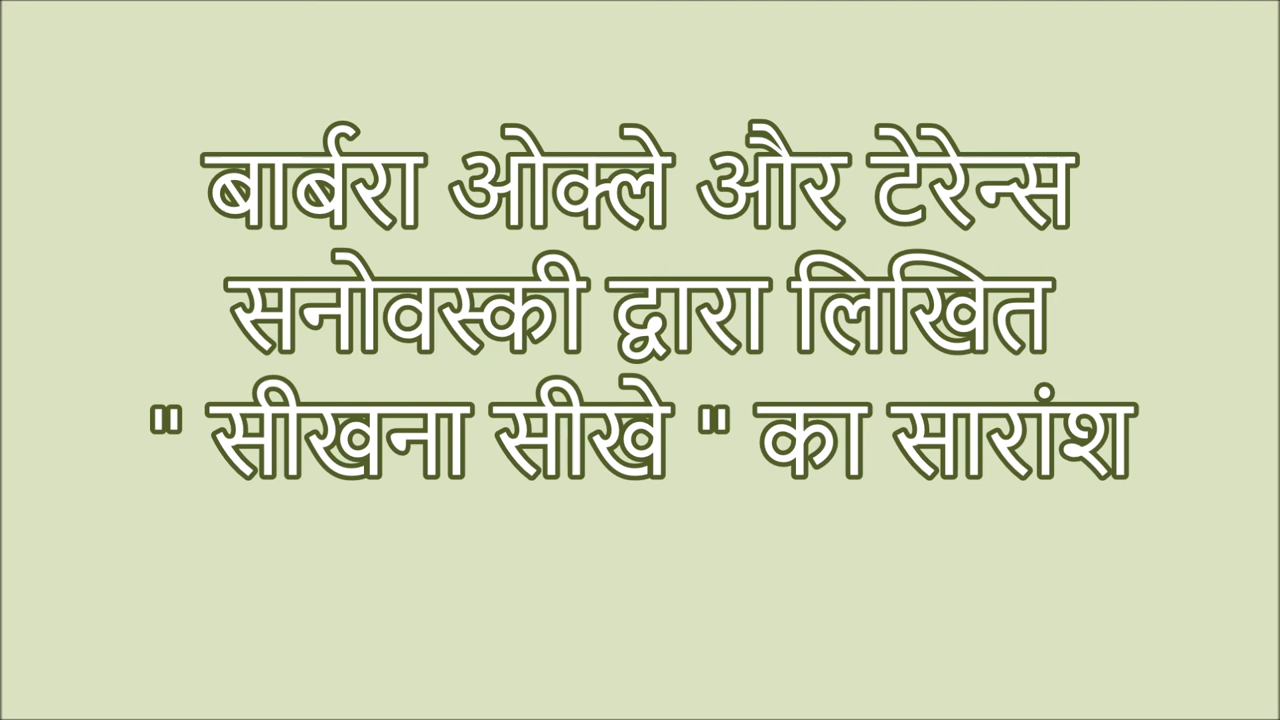 बार्बरा ओक्ले और टेरेन्स
सनोवस्की द्वारा लिखित
" सीखना सीखे " का सारांश